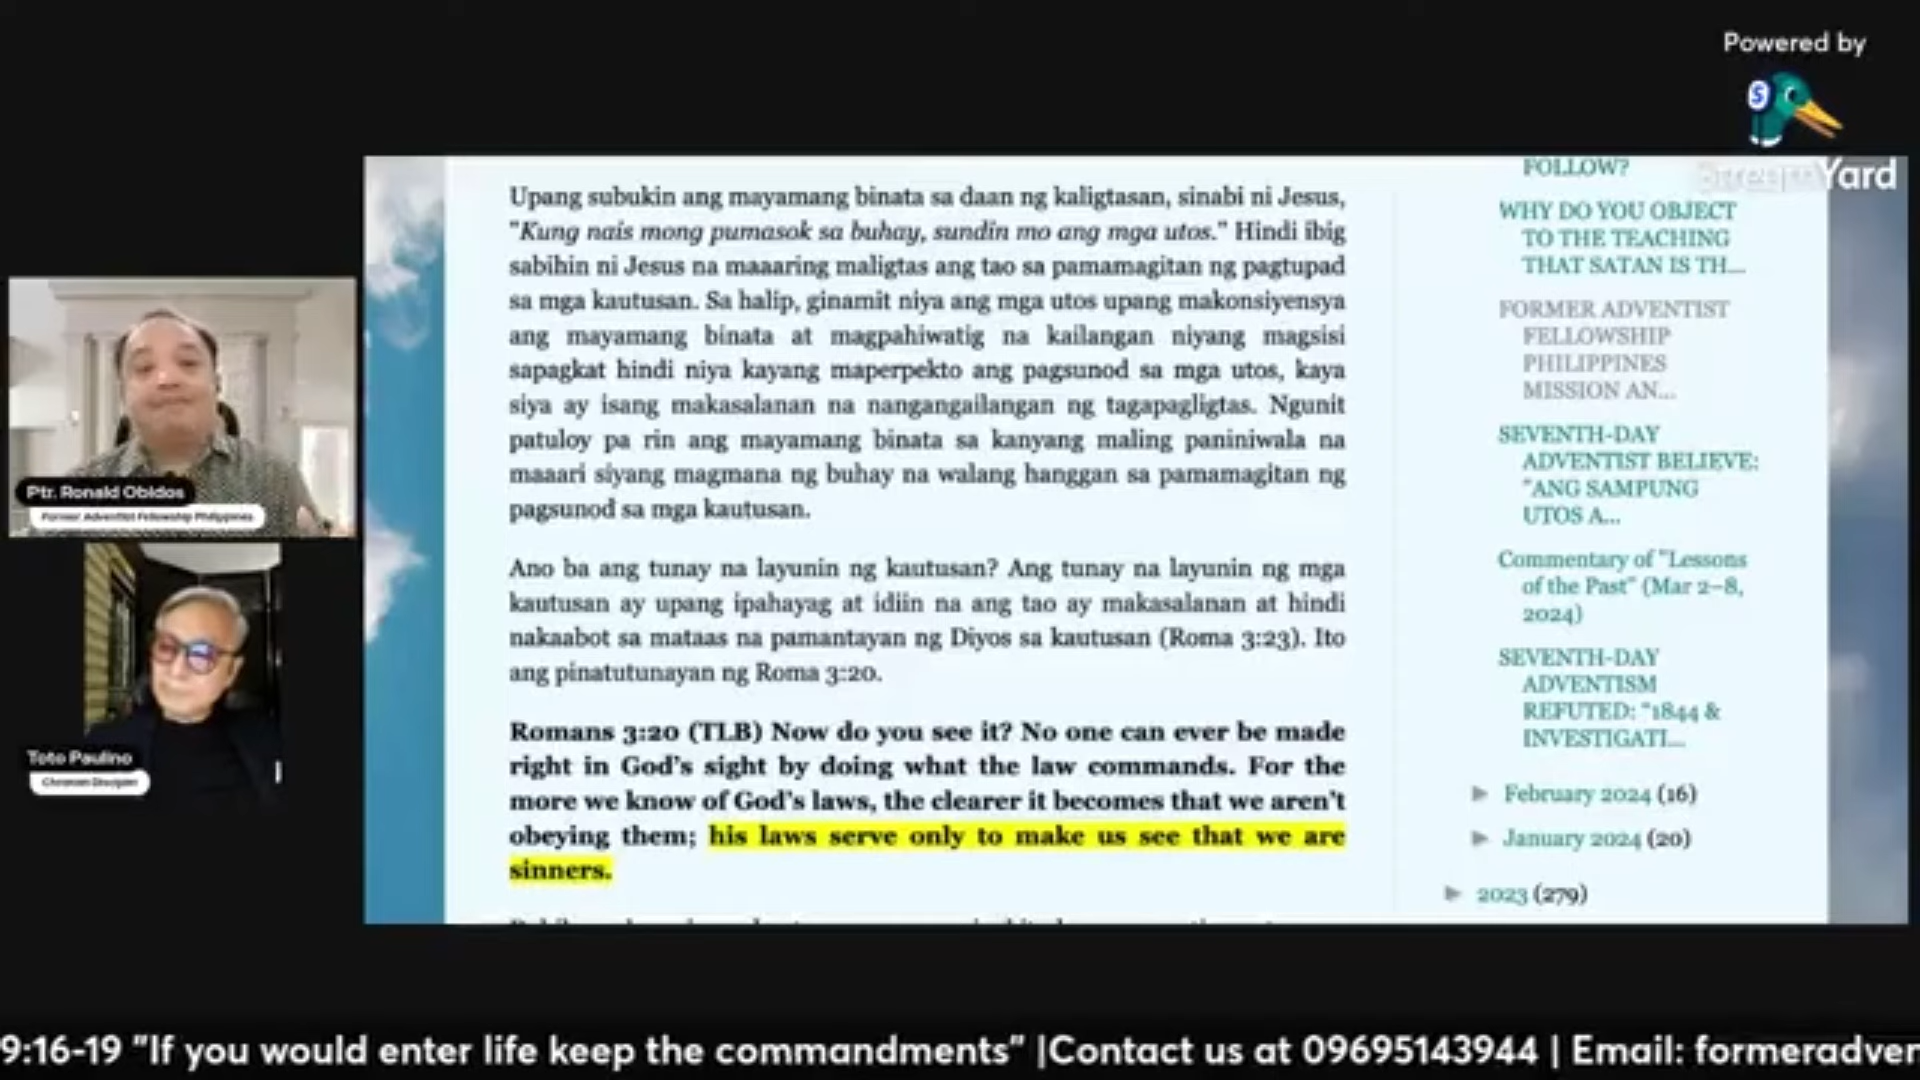 Powered by
StreamYard
Upang subukin ang mayamang binata sa daan ng kaligtasan, sinabi ni Jesus,
"Kung nais mong pumasok sa buhay, sundin mo ang mga utos." Hindi ibig
sabihin ni Jesus na maaaring maligtas ang tao sa pamamagitan ng pagtupad
sa mga kautusan. Sa halip, ginamit niya ang mga utos upang makonsiyensya
ang mayamang binata at magpahiwatig na kailangan niyang magsisi
sapagkat hindi niya kayang maperpekto ang pagsunod sa mga utos, kaya
siya ay isang makasalanan na nangangailangan ng tagapagligtas. Ngunit
patuloy pa rin ang mayamang binata sa kanyang maling paniniwala na
maaari siyang magmana ng buhay na walang hanggan sa pamamagitan ng
pagsunod sa mga kautusan.
Ano ba ang tunay na layunin ng kautusan? Ang tunay na layunin ng mga
kautusan ay upang ipahayag at idiin na ang tao ay makasalanan at hindi
nakaabot sa mataas na pamantayan ng Diyos sa kautusan (Roma 3:23). Ito
ang pinatutunayan ng Roma 3:20.
Romans 3:20 (TLB) Now do you see it? No one can ever be made
right in God's sight by doing what the law commands. For the
more we know of God's laws, the clearer it becomes that we aren't
obeying them; his laws serve only to make us see that we are
sinners.
FOLLOW?
WHY DO YOU OBJECT
TO THE TEACHING
THAT SATAN IS TH...
FORMER ADVENTIST
FELLOWSHIP
PHILIPPINES
MISSION AN...
SEVENTH-DAY
ADVENTIST BELIEVE:
"ANG SAMPUNG
UTOS A...
Commentary of "Lessons
of the Past" (Mar 2–8,
2024)
SEVENTH-DAY
ADVENTISM
REFUTED: "1844 &
INVESTIGATI...
► February 2024 (16)
► January 2024 (20)
► 2023 (279)
Ptr. Ronald Obidos
Former Adventist Fellowship Philippines
Toto Paulino
Christian Disciple
9:16-19 "If you would enter life keep the commandments" |Contact us at 09695143944 | Email: formeradven